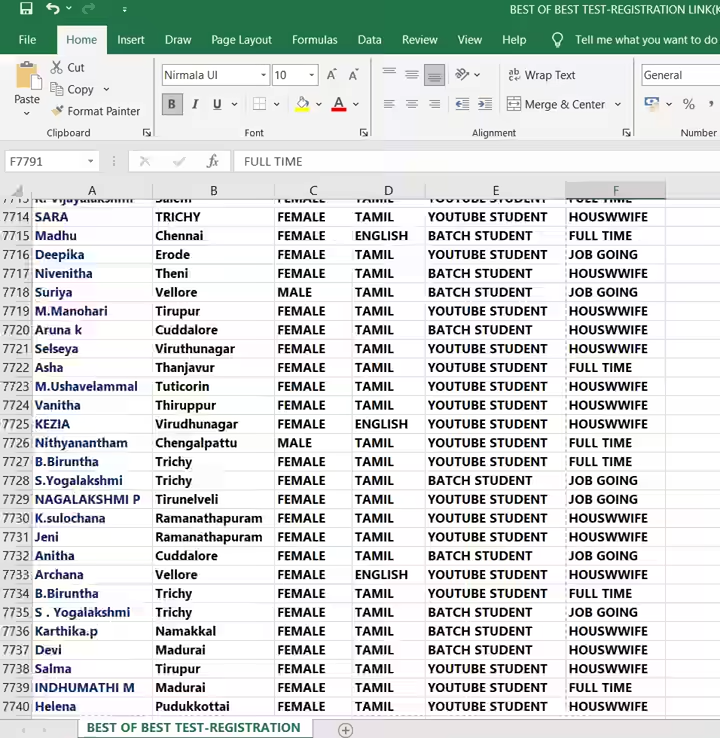 BEST OF BEST TEST-REGISTRATION LINK(K
File Home Insert Draw Page Layout Formulas Data Review View Help Tell me what you want to do
Paste Cut Nirmala UI 10 Wrap Text General
Copy B I U Merge & Center %
Format Painter
Clipboard Font Alignment Number
F7791 fx FULL TIME
A B C D E F
7714 SARA TRICHY FEMALE TAMIL YOUTUBE STUDENT HOUSWWIFE
7715 Madhu Chennai FEMALE ENGLISH BATCH STUDENT FULL TIME
7716 Deepika Erode FEMALE TAMIL YOUTUBE STUDENT JOB GOING
7717 Nivenitha Theni FEMALE TAMIL BATCH STUDENT HOUSWWIFE
7718 Suriya Vellore MALE TAMIL BATCH STUDENT JOB GOING
7719 M.Manohari Tirupur FEMALE TAMIL YOUTUBE STUDENT HOUSWWIFE
7720 Aruna k Cuddalore FEMALE TAMIL BATCH STUDENT HOUSWWIFE
7721 Selseya Viruthunagar FEMALE TAMIL YOUTUBE STUDENT HOUSWWIFE
7722 Asha Thanjavur FEMALE TAMIL YOUTUBE STUDENT FULL TIME
7723 M.Ushavelammal Tuticorin FEMALE TAMIL YOUTUBE STUDENT HOUSWWIFE
7724 Vanitha Thiruppur FEMALE TAMIL YOUTUBE STUDENT HOUSWWIFE
7725 KEZIA Virudhunagar FEMALE ENGLISH YOUTUBE STUDENT HOUSWWIFE
7726 Nithyanantham Chengalpattu MALE TAMIL YOUTUBE STUDENT FULL TIME
7727 B.Biruntha Trichy FEMALE TAMIL YOUTUBE STUDENT FULL TIME
7728 S.Yogalakshmi Trichy FEMALE TAMIL BATCH STUDENT JOB GOING
7729 NAGALAKSHMI P Tirunelveli FEMALE TAMIL YOUTUBE STUDENT JOB GOING
7730 K.sulochana Ramanathapuram FEMALE TAMIL YOUTUBE STUDENT HOUSWWIFE
7731 Jeni Ramanathapuram FEMALE TAMIL YOUTUBE STUDENT HOUSWWIFE
7732 Anitha Cuddalore FEMALE TAMIL BATCH STUDENT JOB GOING
7733 Archana Vellore FEMALE ENGLISH YOUTUBE STUDENT HOUSWWIFE
7734 B.Biruntha Trichy FEMALE TAMIL YOUTUBE STUDENT FULL TIME
7735 S . Yogalakshmi Trichy FEMALE TAMIL BATCH STUDENT JOB GOING
7736 Karthika.p Namakkal FEMALE TAMIL BATCH STUDENT HOUSWWIFE
7737 Devi Madurai FEMALE TAMIL BATCH STUDENT HOUSWWIFE
7738 Salma Tirupur FEMALE TAMIL YOUTUBE STUDENT HOUSWWIFE
7739 INDHUMATHI M Madurai FEMALE TAMIL YOUTUBE STUDENT FULL TIME
7740 Helena Pudukkottai FEMALE TAMIL YOUTUBE STUDENT HOUSWWIFE
BEST OF BEST TEST-REGISTRATION